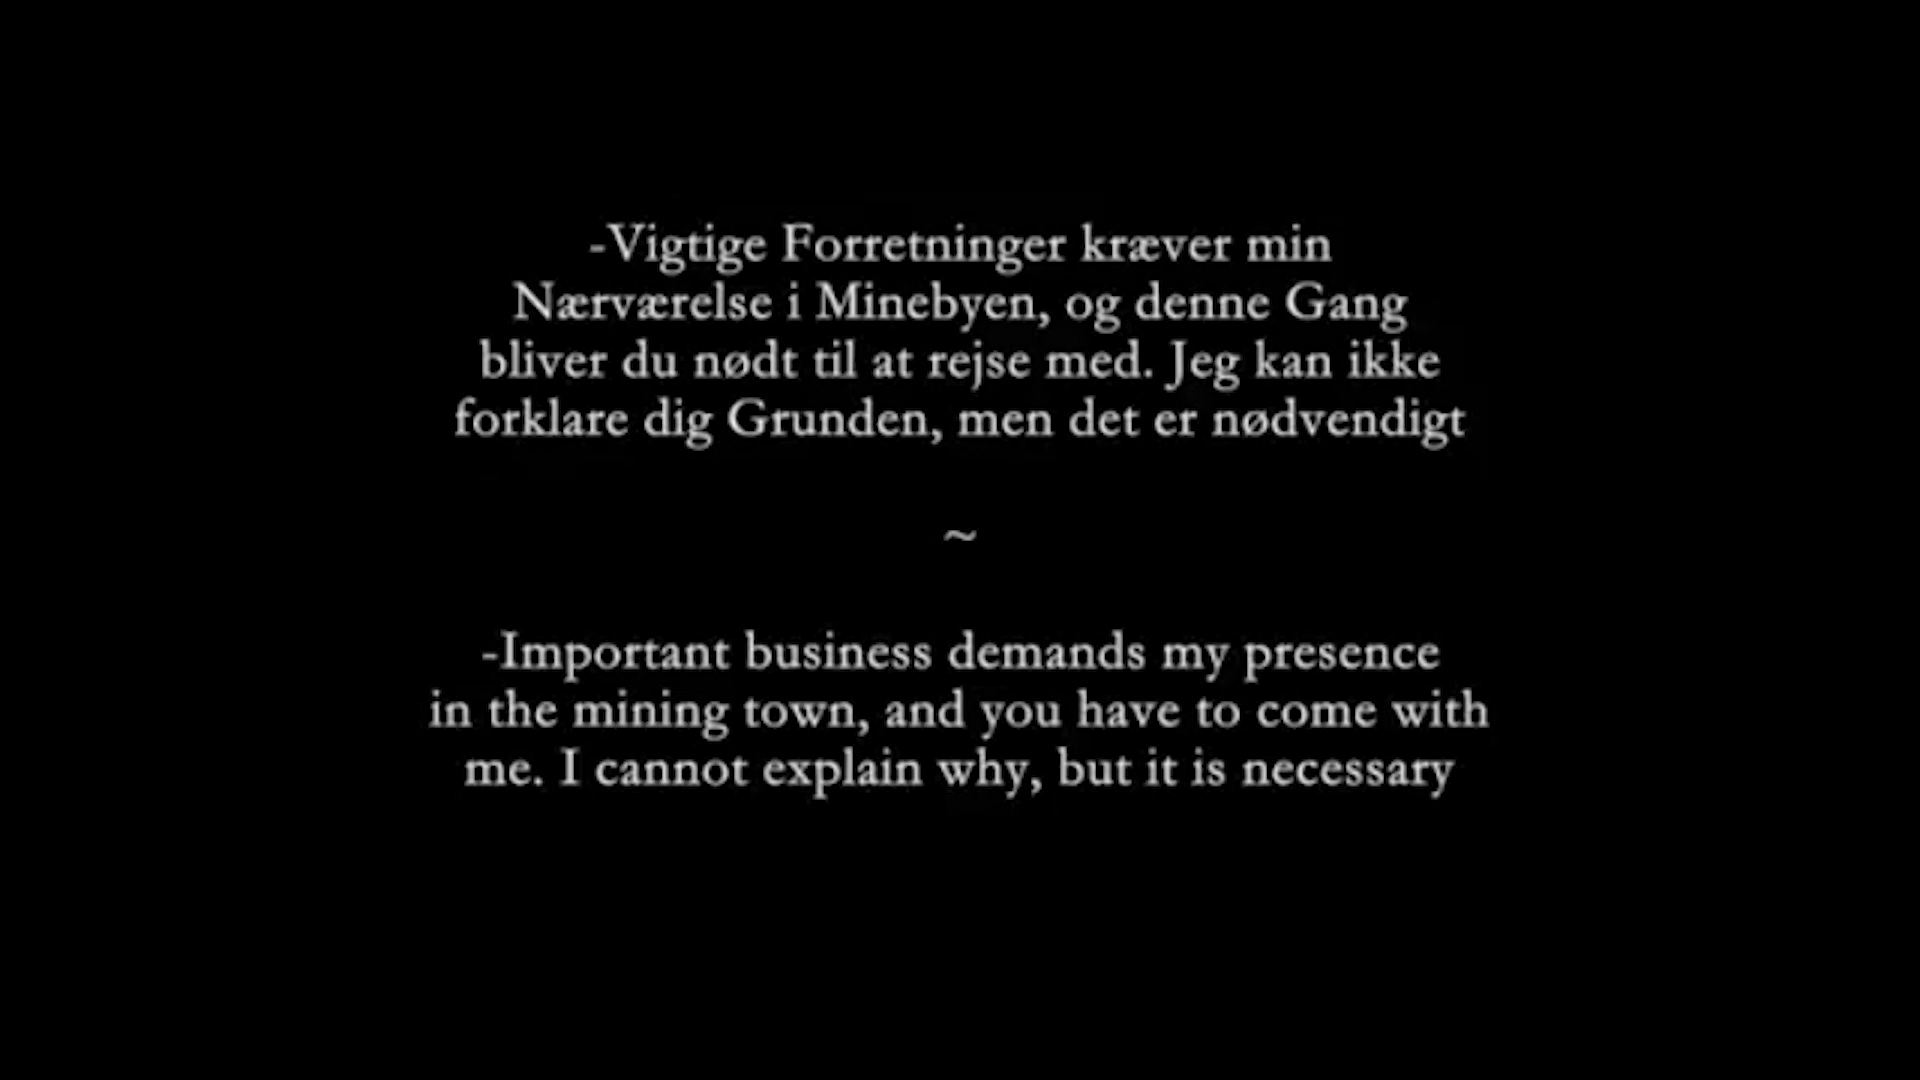 -Vigtige Forretninger kræver min
Nærværelse i Minebyen, og denne Gang
bliver du nødt til at rejse med. Jeg kan ikke
forklare dig Grunden, men det er nødvendigt
~
-Important business demands my presence
in the mining town, and you have to come with
me. I cannot explain why, but it is necessary